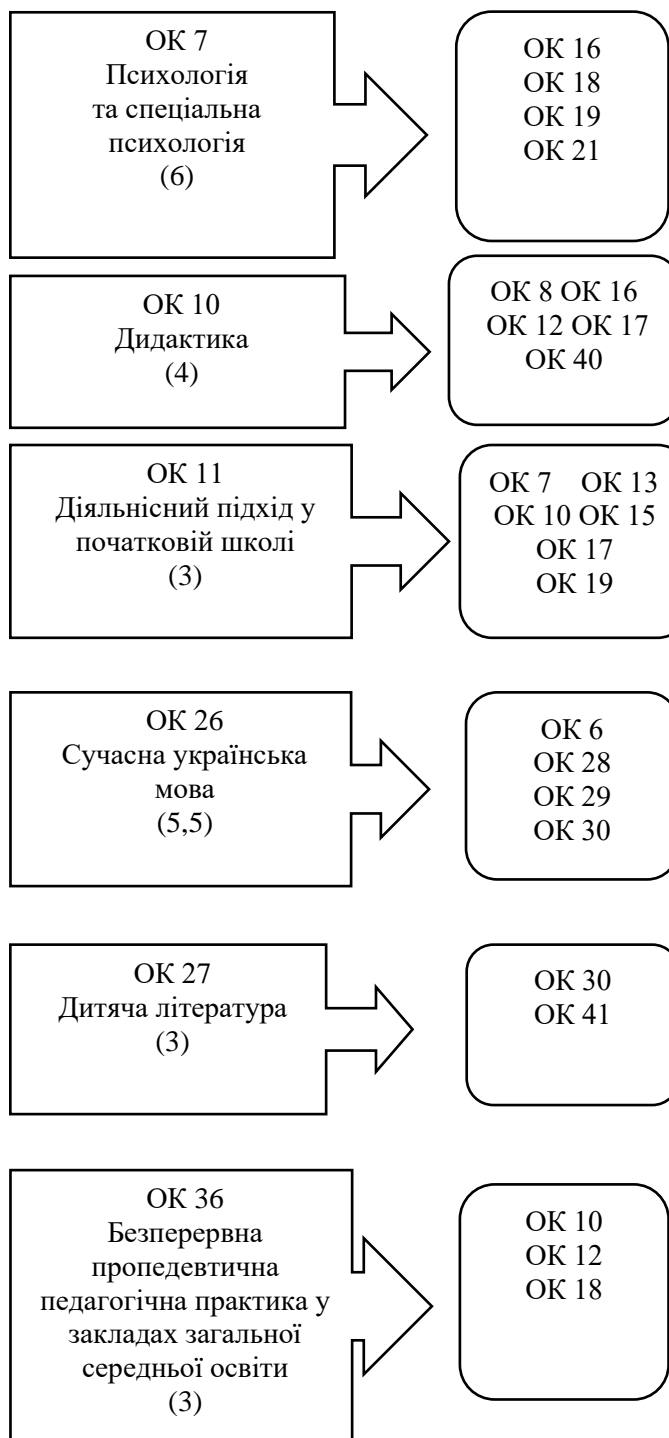 ОК 7
Психологія
та спеціальна
психологія
(6)
ОК 16
ОК 18
ОК 19
ОК 21
ОК 10
Дидактика
(4)
ОК 8 ОК 16
ОК 12 ОК 17
ОК 40
ОК 11
Діяльнісний підхід у
початковій школі
(3)
ОК 7 ОК 13
ОК 10 ОК 15
ОК 17
ОК 19
ОК 26
Сучасна українська
мова
(5,5)
ОК 6
ОК 28
ОК 29
ОК 30
ОК 27
Дитяча література
(3)
ОК 30
ОК 41
ОК 36
Безперервна
пропедевтична
педагогічна практика у
закладах загальної
середньої освіти
(3)
ОК 10
ОК 12
ОК 18